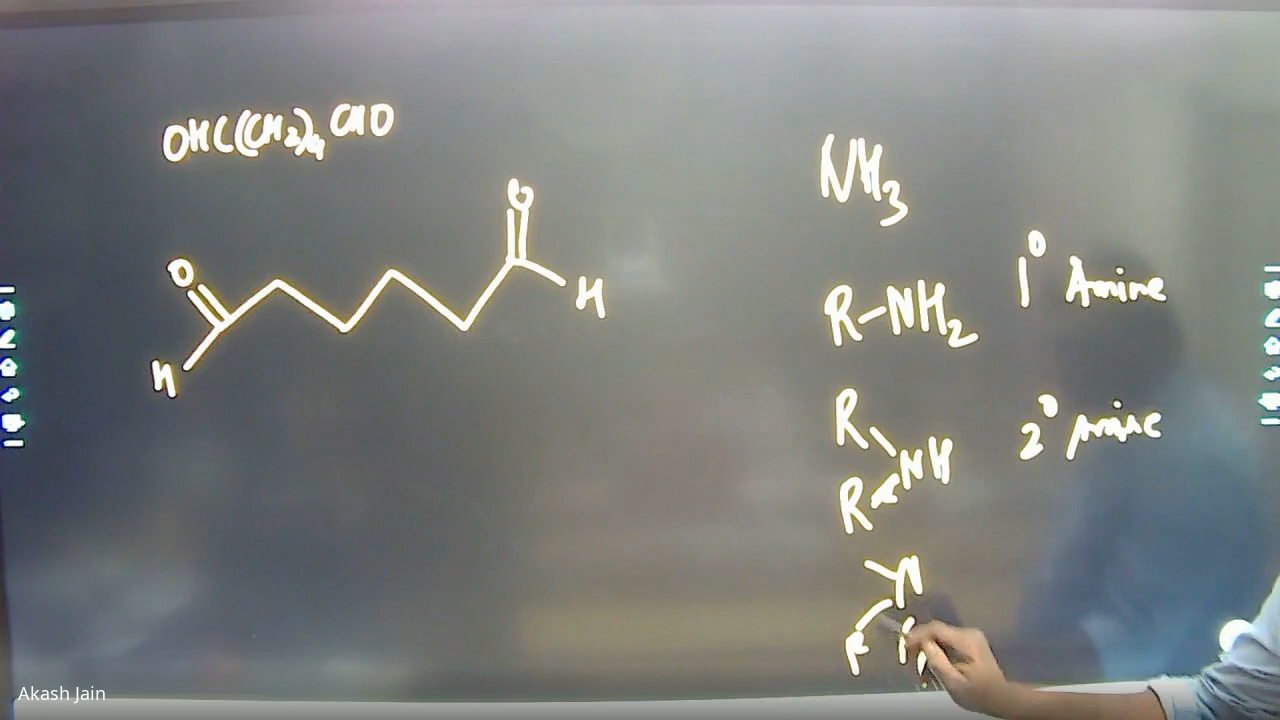 OHC(CH2)4CHO
O
O
H
H
NH3
R-NH2 1° Amine
R
NH 2° Amine
R
N
R
Akash Jain